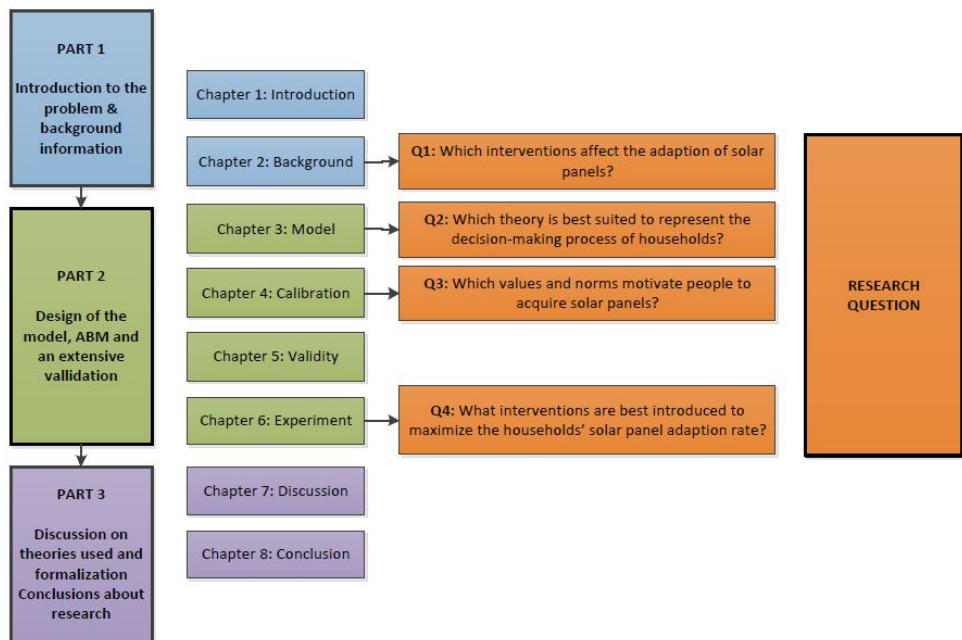 PART 1
Introduction to the
problem &
background
information
PART 2
Design of the
model, ABM and
an extensive
vallidation
PART 3
Discussion on
theories used and
formalization
Conclusions about
research
Chapter 1: Introduction
Chapter 2: Background
Chapter 3: Model
Chapter 4: Calibration
Chapter 5: Validity
Chapter 6: Experiment
Chapter 7: Discussion
Chapter 8: Conclusion
Q1: Which interventions affect the adaption of solar
panels?
Q2: Which theory is best suited to represent the
decision-making process of households?
Q3: Which values and norms motivate people to
acquire solar panels?
Q4: What interventions are best introduced to
maximize the households’ solar panel adaption rate?
RESEARCH
QUESTION